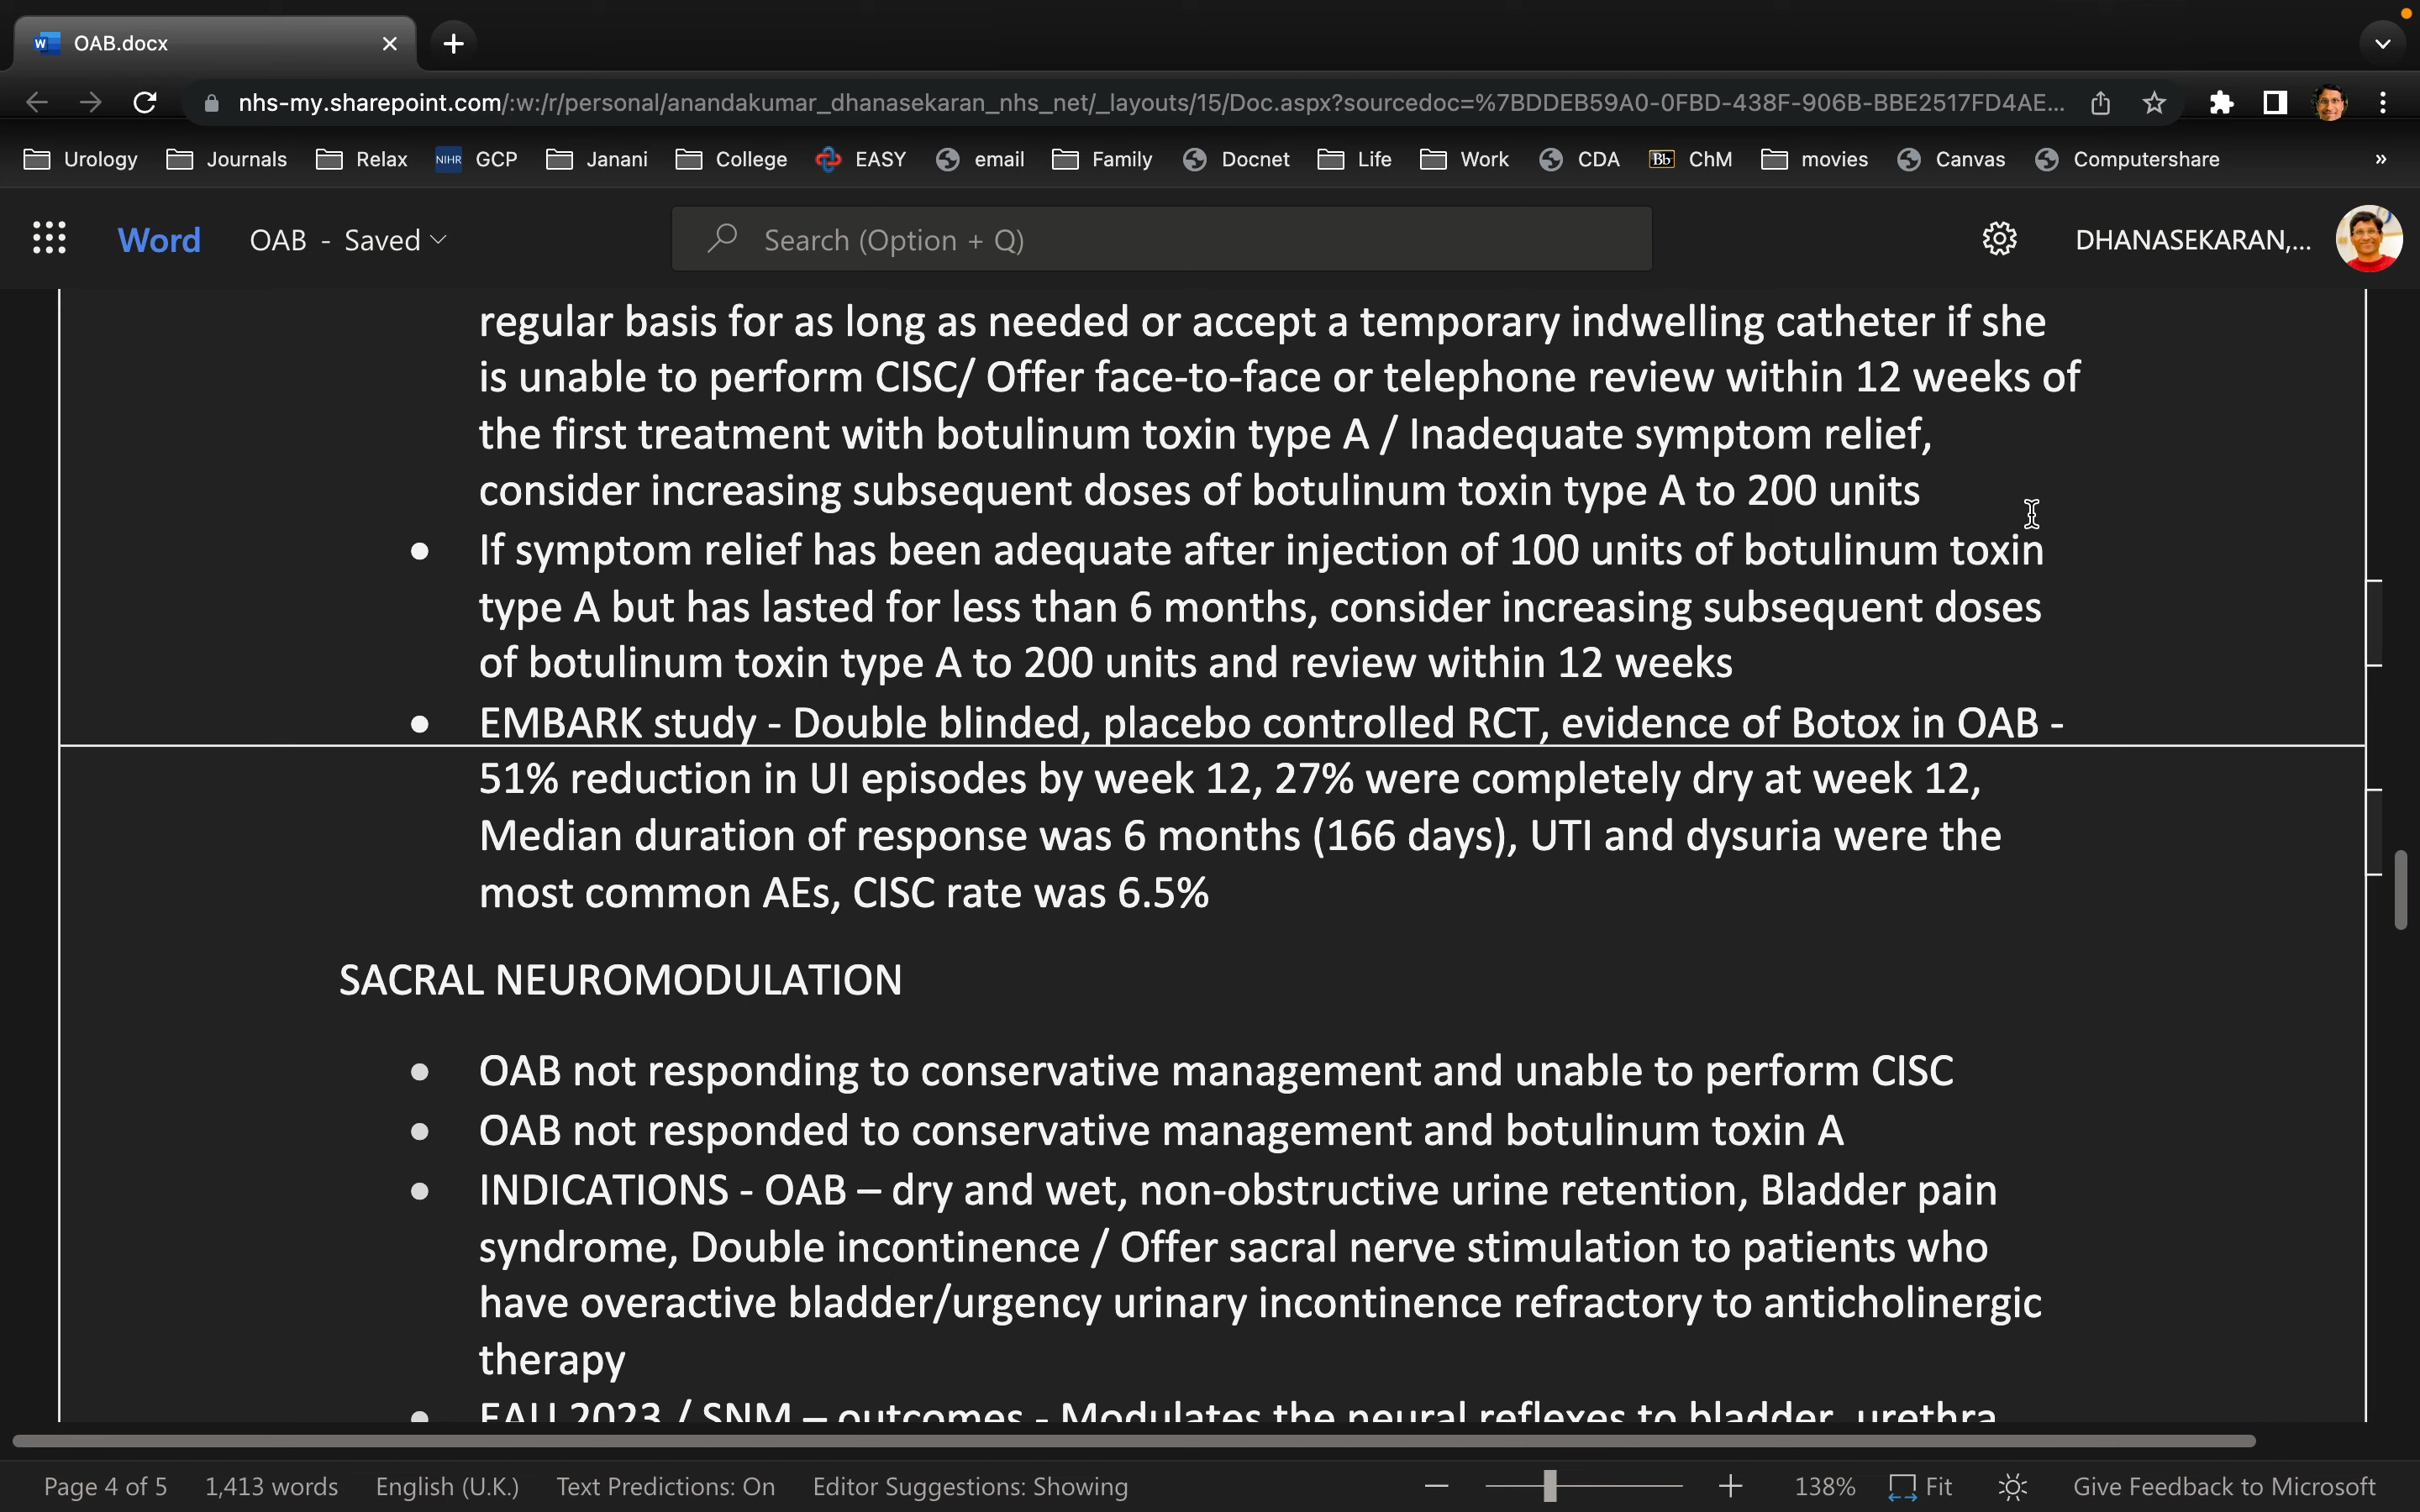 OAB.docx
nhs-my.sharepoint.com/:w:/r/personal/anandakumar_dhanasekaran_nhs_net/_layouts/15/Doc.aspx?sourcedoc=%7BDDEB59A0-0FBD-438F-906B-BBE2517FD4AE...
Urology Journals Relax NIHR GCP Janani College EASY email Family Docnet Life Work CDA Bb ChM movies Canvas Computershare »
Word OAB - Saved Search (Option + Q) DHANASEKARAN,...
regular basis for as long as needed or accept a temporary indwelling catheter if she
is unable to perform CISC/ Offer face-to-face or telephone review within 12 weeks of
the first treatment with botulinum toxin type A / Inadequate symptom relief,
consider increasing subsequent doses of botulinum toxin type A to 200 units
● If symptom relief has been adequate after injection of 100 units of botulinum toxin
type A but has lasted for less than 6 months, consider increasing subsequent doses
of botulinum toxin type A to 200 units and review within 12 weeks
● EMBARK study - Double blinded, placebo controlled RCT, evidence of Botox in OAB -
51% reduction in UI episodes by week 12, 27% were completely dry at week 12,
Median duration of response was 6 months (166 days), UTI and dysuria were the
most common AEs, CISC rate was 6.5%
SACRAL NEUROMODULATION
● OAB not responding to conservative management and unable to perform CISC
● OAB not responded to conservative management and botulinum toxin A
● INDICATIONS - OAB – dry and wet, non-obstructive urine retention, Bladder pain
syndrome, Double incontinence / Offer sacral nerve stimulation to patients who
have overactive bladder/urgency urinary incontinence refractory to anticholinergic
therapy
● EAU 2023 / SNM – outcomes - Modulates the neural reflexes to bladder, urethra
Page 4 of 5 1,413 words English (U.K.) Text Predictions: On Editor Suggestions: Showing 138% Fit Give Feedback to Microsoft